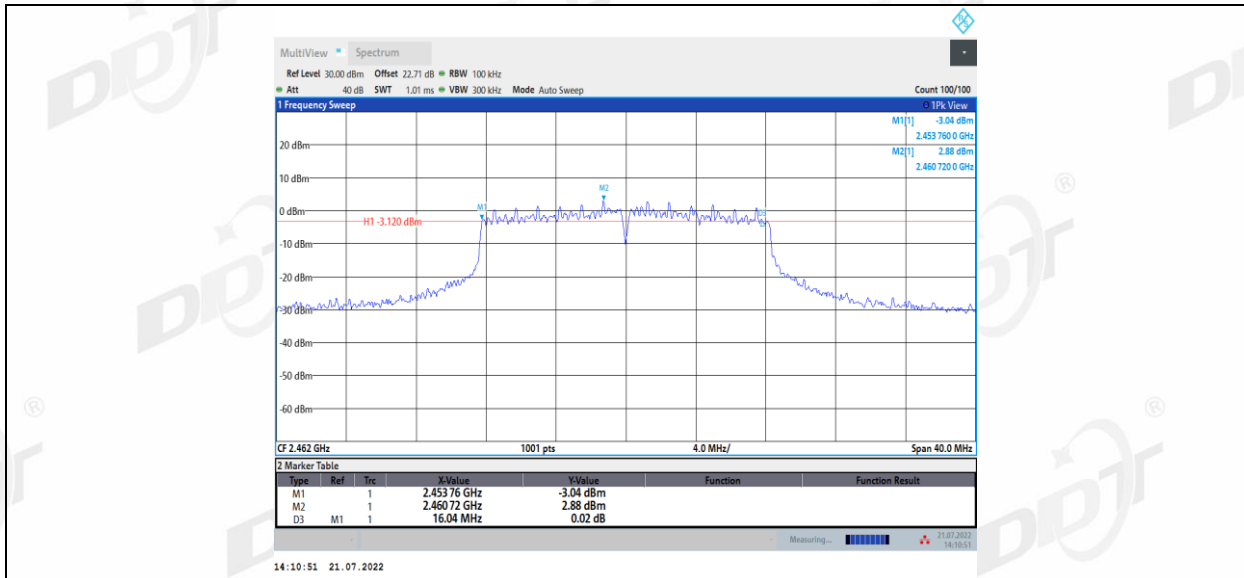 MultiView Spectrum
Ref Level 30.00 dBm Offset 22.71 dB RBW 100 kHz
Att 40 dB SWT 1.01 ms VBW 300 kHz Mode Auto Sweep Count 100/100
1 Frequency Sweep 1Pk View
M1[1] -3.04 dBm
2.453 760 0 GHz
20 dBm M2[1] 2.88 dBm
2.460 720 0 GHz
10 dBm
M2
M1
0 dBm D3
H1 -3.120 dBm
-10 dBm
-20 dBm
-30 dBm
-40 dBm
-50 dBm
-60 dBm
CF 2.462 GHz 1001 pts 4.0 MHz/ Span 40.0 MHz
2 Marker Table
Type Ref Trc X-Value Y-Value Function Function Result
M1 1 2.453 76 GHz -3.04 dBm
M2 1 2.460 72 GHz 2.88 dBm
D3 M1 1 16.04 MHz 0.02 dB
Measuring... 21.07.2022
14:10:51
14:10:51 21.07.2022
DDT ®